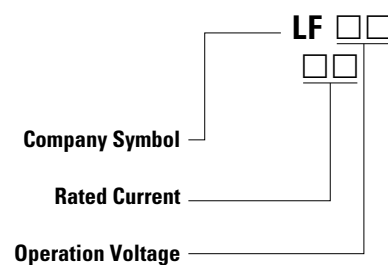 LF □□
□□
Company Symbol
Rated Current
Operation Voltage